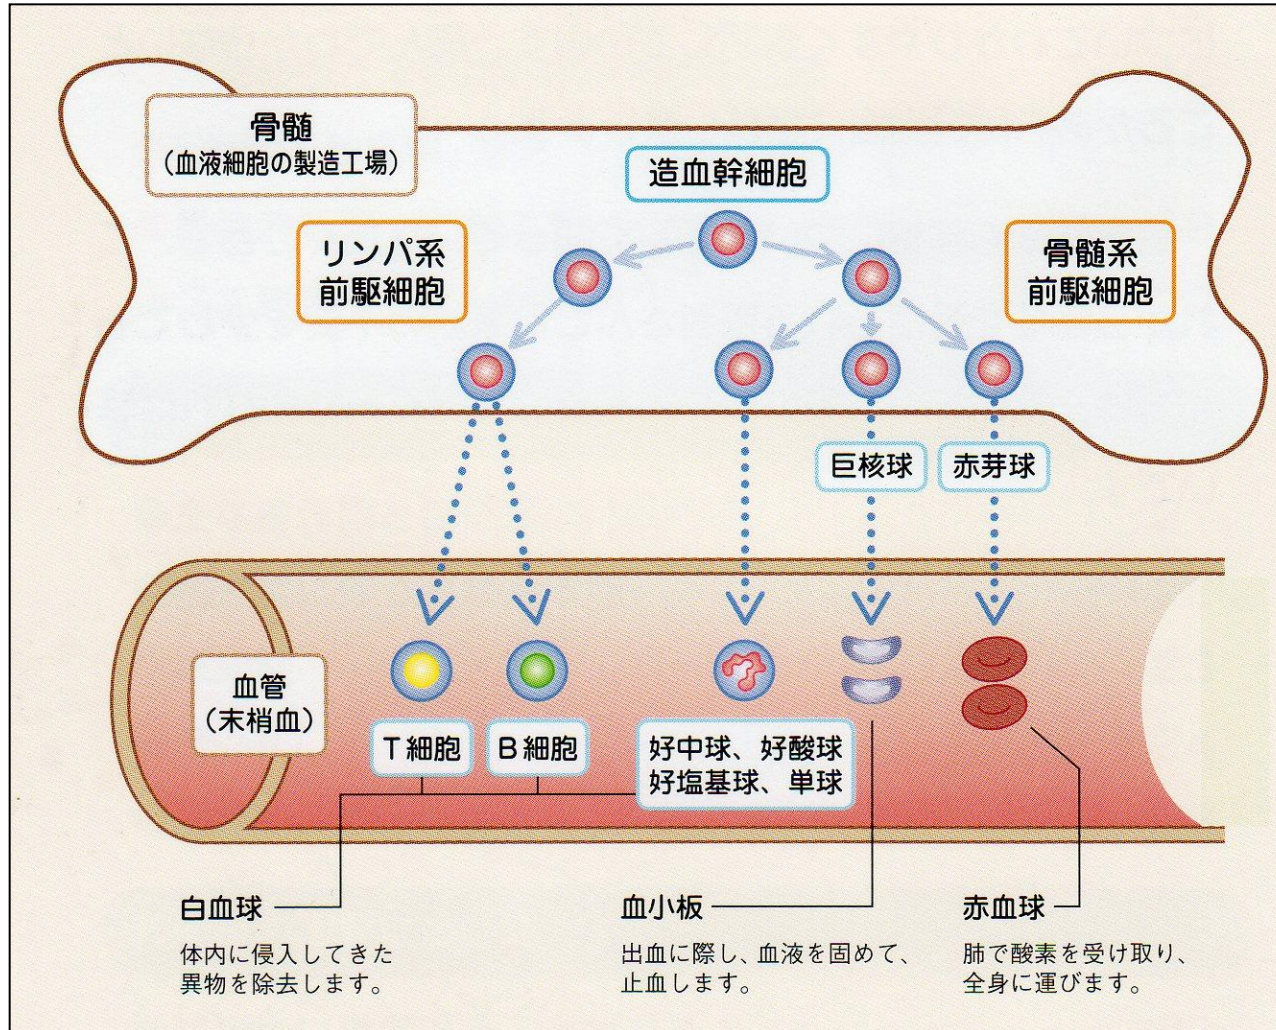 骨髄
（血液細胞の製造工場）
造血幹細胞
リンパ系
前駆細胞
骨髄系
前駆細胞
巨核球
赤芽球
血管
（末梢血）
T細胞
B細胞
好中球、好酸球
好塩基球、単球
白血球
体内に侵入してきた
異物を除去します。
血小板
出血に際し、血液を固めて、
止血します。
赤血球
肺で酸素を受け取り、
全身に運びます。